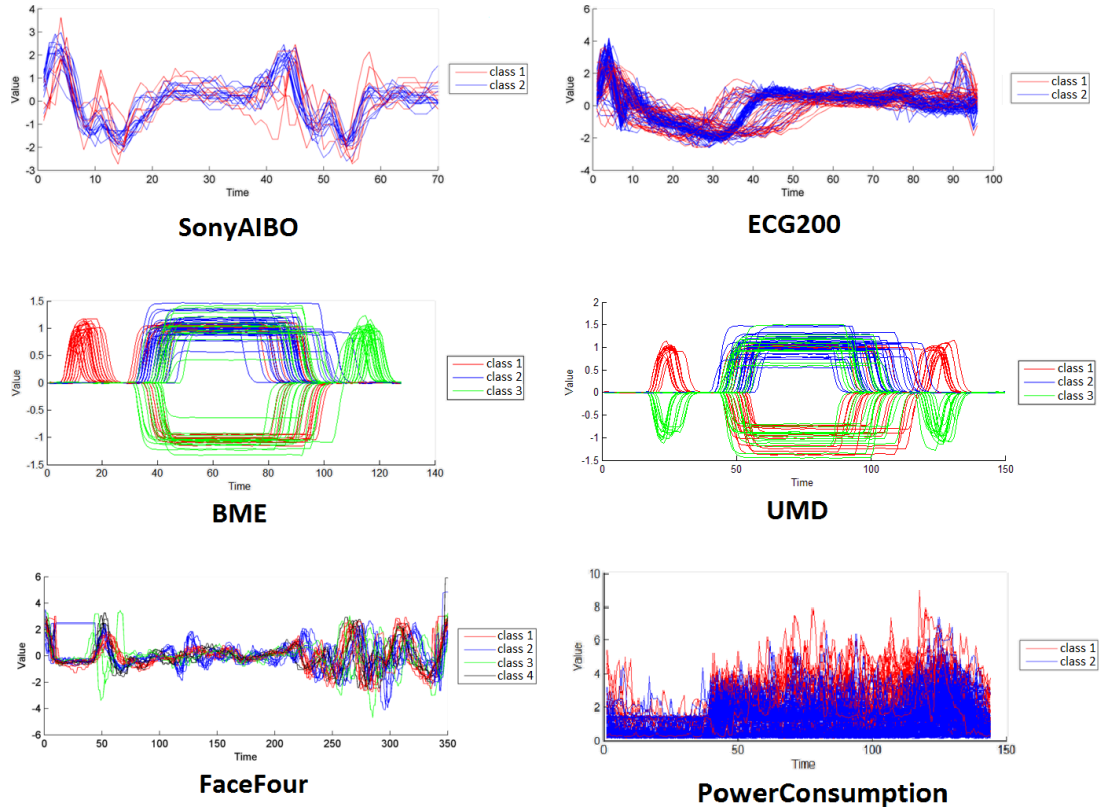 4
3
2
1
0
-1
-2
-3
Value
0 10 20 30 40 50 60 70
Time
class 1
class 2
SonyAIBO
6
4
2
0
-2
-4
Value
0 10 20 30 40 50 60 70 80 90 100
Time
class 1
class 2
ECG200
1.5
1
0.5
0
-0.5
-1
-1.5
Value
0 20 40 60 80 100 120 140
Time
class 1
class 2
class 3
BME
2
1.5
1
0.5
0
-0.5
-1
-1.5
Value
0 50 100 150
Time
class 1
class 2
class 3
UMD
6
4
2
0
-2
-4
-6
Value
0 50 100 150 200 250 300 350
Time
class 1
class 2
class 3
class 4
FaceFour
10
8
6
4
2
0
Value
0 50 100 150
Time
class 1
class 2
PowerConsumption